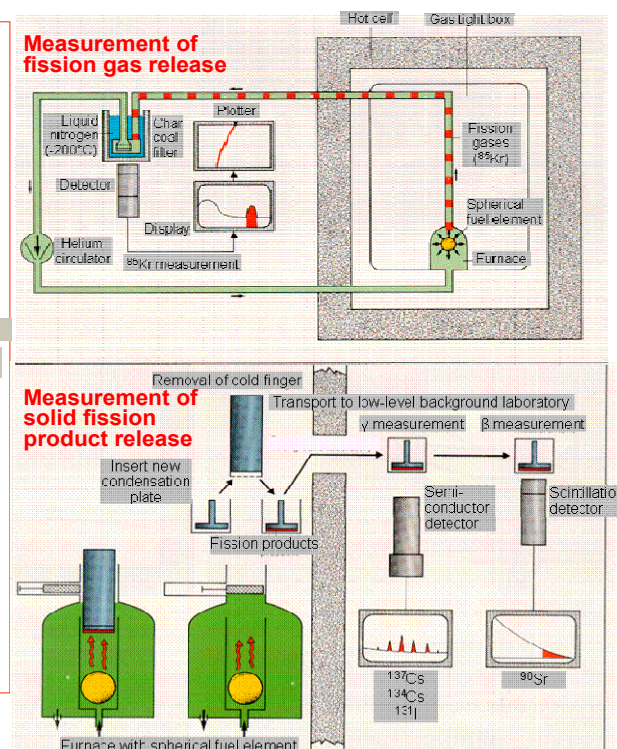 Measurement of
fission gas release
Hot cell
Gas tight box
Plotter
Liquid
nitrogen
(-200°C)
Char
coal
filter
Fission
gases
(⁸⁵Kr)
Detector
Display
Spherical
fuel element
Helium
circulator
⁸⁵Kr measurement
Furnace
Measurement of
solid fission
product release
Removal of cold finger
Transport to low-level background laboratory
γ measurement
β measurement
Insert new
condensation
plate
Semi-
conductor
detector
Scintillatio
detector
Fission products
¹³⁷Cs
¹³⁴Cs
¹³¹I
⁹⁰Sr
Furnace with spherical fuel element